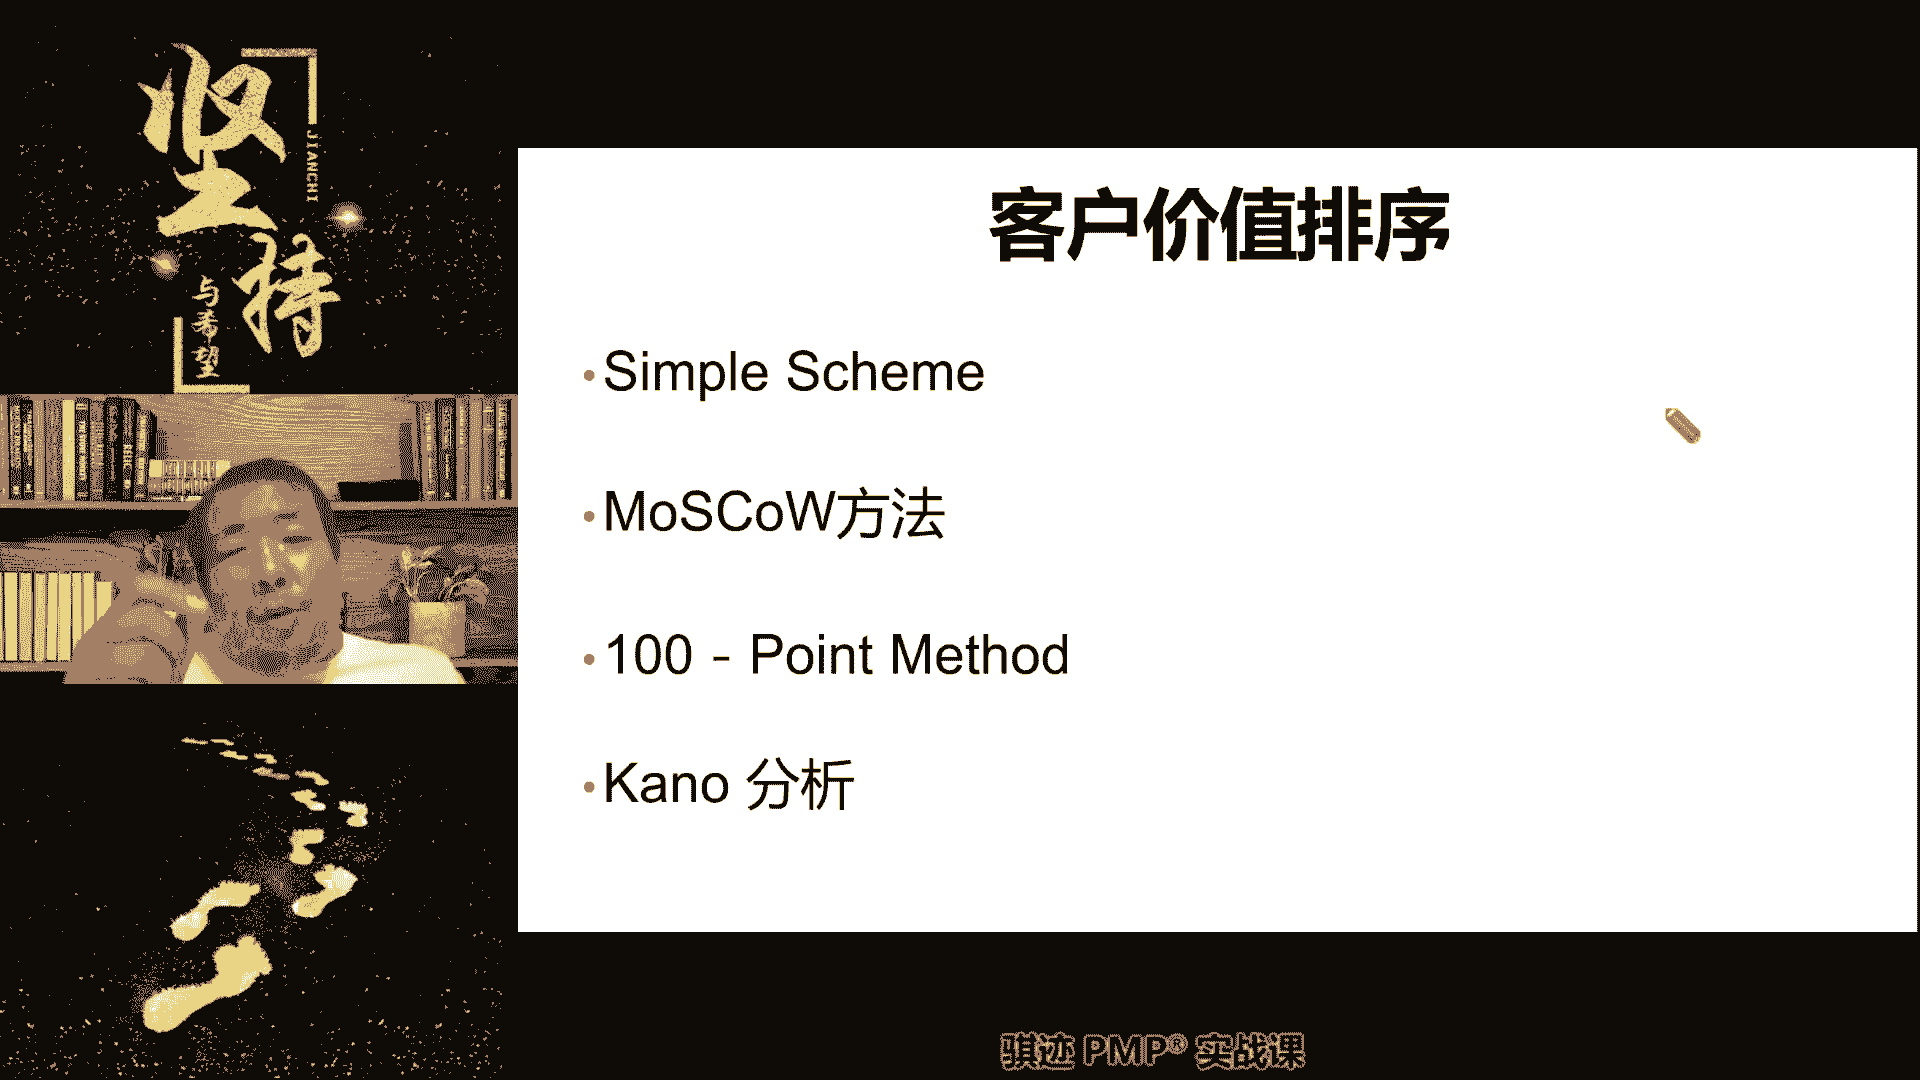 坚持
JIANCHI
与希望
客户价值排序
•Simple Scheme
•MoSCoW方法
•100 - Point Method
•Kano 分析
骐迹 PMP® 实战课